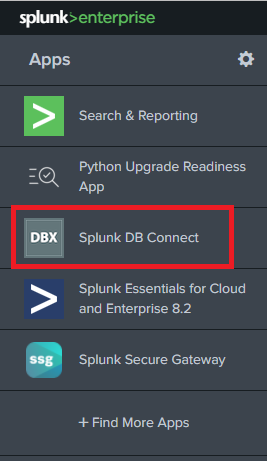 splunk>enterprise
Apps
Search & Reporting
Python Upgrade Readiness
App
DBX
Splunk DB Connect
Splunk Essentials for Cloud
and Enterprise 8.2
ssg
Splunk Secure Gateway
+ Find More Apps